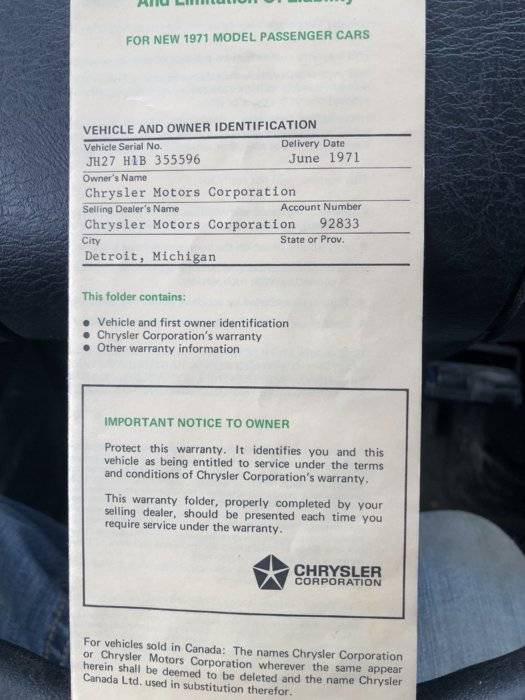 And Limitation Of Liability
FOR NEW 1971 MODEL PASSENGER CARS
VEHICLE AND OWNER IDENTIFICATION
Vehicle Serial No. Delivery Date
JH27 H1B 355596 June 1971
Owner's Name
Chrysler Motors Corporation
Selling Dealer's Name Account Number
Chrysler Motors Corporation 92833
City State or Prov.
Detroit, Michigan
This folder contains:
● Vehicle and first owner identification
● Chrysler Corporation's warranty
● Other warranty information
IMPORTANT NOTICE TO OWNER
Protect this warranty. It identifies you and this
vehicle as being entitled to service under the terms
and conditions of Chrysler Corporation's warranty.
This warranty folder, properly completed by your
selling dealer, should be presented each time you
require service under the warranty.
CHRYSLER
CORPORATION
For vehicles sold in Canada: The names Chrysler Corporation
or Chrysler Motors Corporation wherever the same appear
herein shall be deemed to be deleted and the name Chrysler
Canada Ltd. used in substitution therefor.